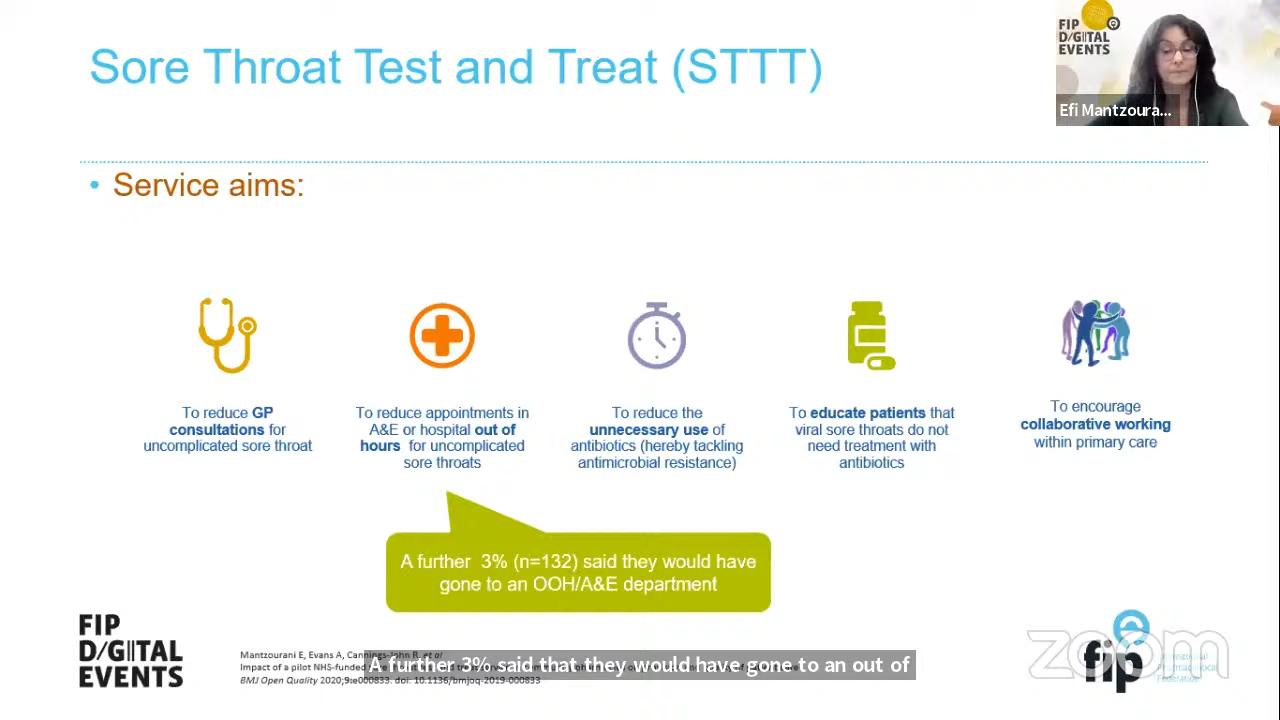 Sore Throat Test and Treat (STTT)
FIP
D/GITAL
EVENTS
Efi Mantzoura...
• Service aims:
To reduce GP
consultations for
uncomplicated sore throat
To reduce appointments in
A&E or hospital out of
hours for uncomplicated
sore throats
To reduce the
unnecessary use of
antibiotics (hereby tackling
antimicrobial resistance)
To educate patients that
viral sore throats do not
need treatment with
antibiotics
To encourage
collaborative working
within primary care
A further 3% (n=132) said they would have
gone to an OOH/A&E department
FIP
D/GITAL
EVENTS
Mantzourani E, Evans A, Cannings-John R, et al
Impact of a pilot NHS-funded
BMJ Open Quality 2020;9:e000833. doi: 10.1136/bmjoq-2019-000833
A further 3% said that they would have gone to an out of
zoom
fip
International
Pharmaceutical
Federation